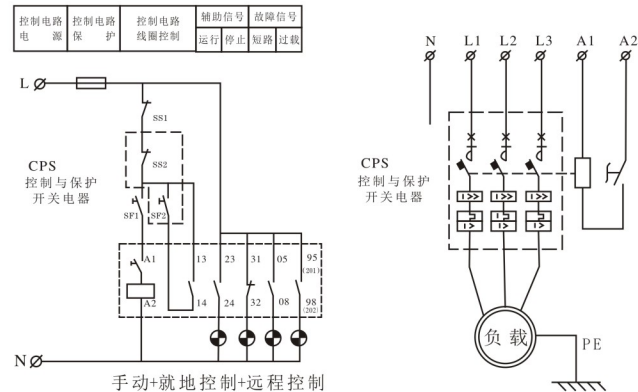 控制电路 控制电路 控制电路 辅助信号 故障信号
电 源 保 护 线圈控制 运行 停止 短路 过载
L
SS1
SS2
CPS
控制与保护
开关电器
SF1 SF2
A1 13 23 31 05 95
(201)
A2 14 24 32 08 98
(202)
N
手动+就地控制+远程控制
N L1 L2 L3 A1 A2
CPS
控制与保护
开关电器
I>> I>> I>>
I> I> I>
负载
PE